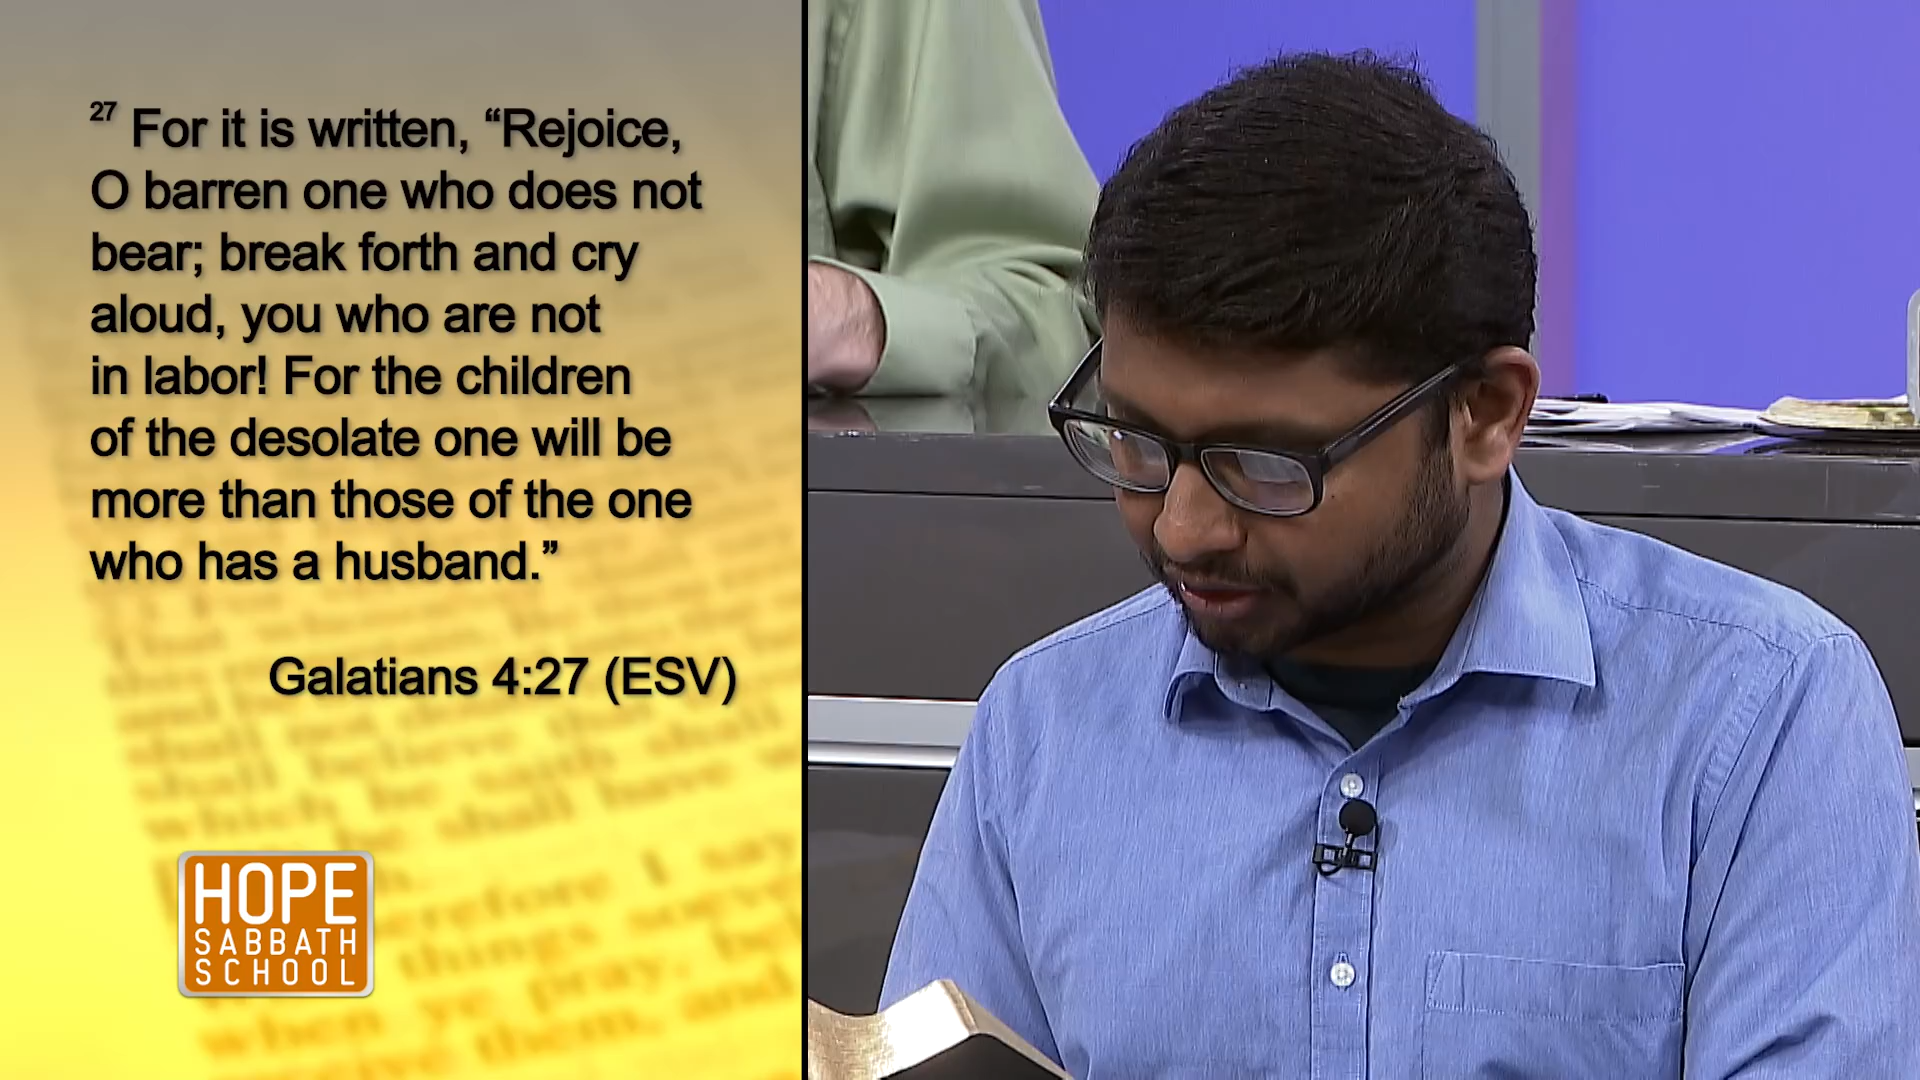 27 For it is written, “Rejoice,
O barren one who does not
bear; break forth and cry
aloud, you who are not
in labor! For the children
of the desolate one will be
more than those of the one
who has a husband.”
Galatians 4:27 (ESV)
HOPE
SABBATH
SCHOOL